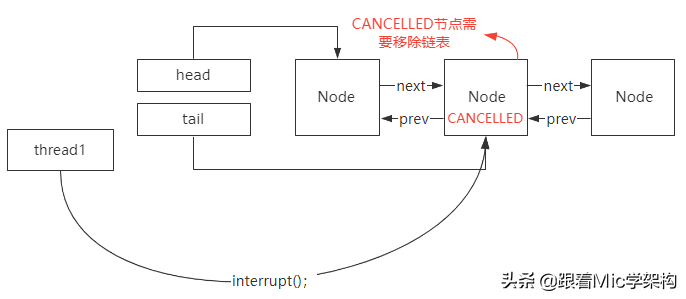 CANCELLED节点需
要移除链表
head
tail
thread1
Node
next
prev
Node
CANCELLED
next
prev
Node
interrupt();
头条 @跟着Mic学架构